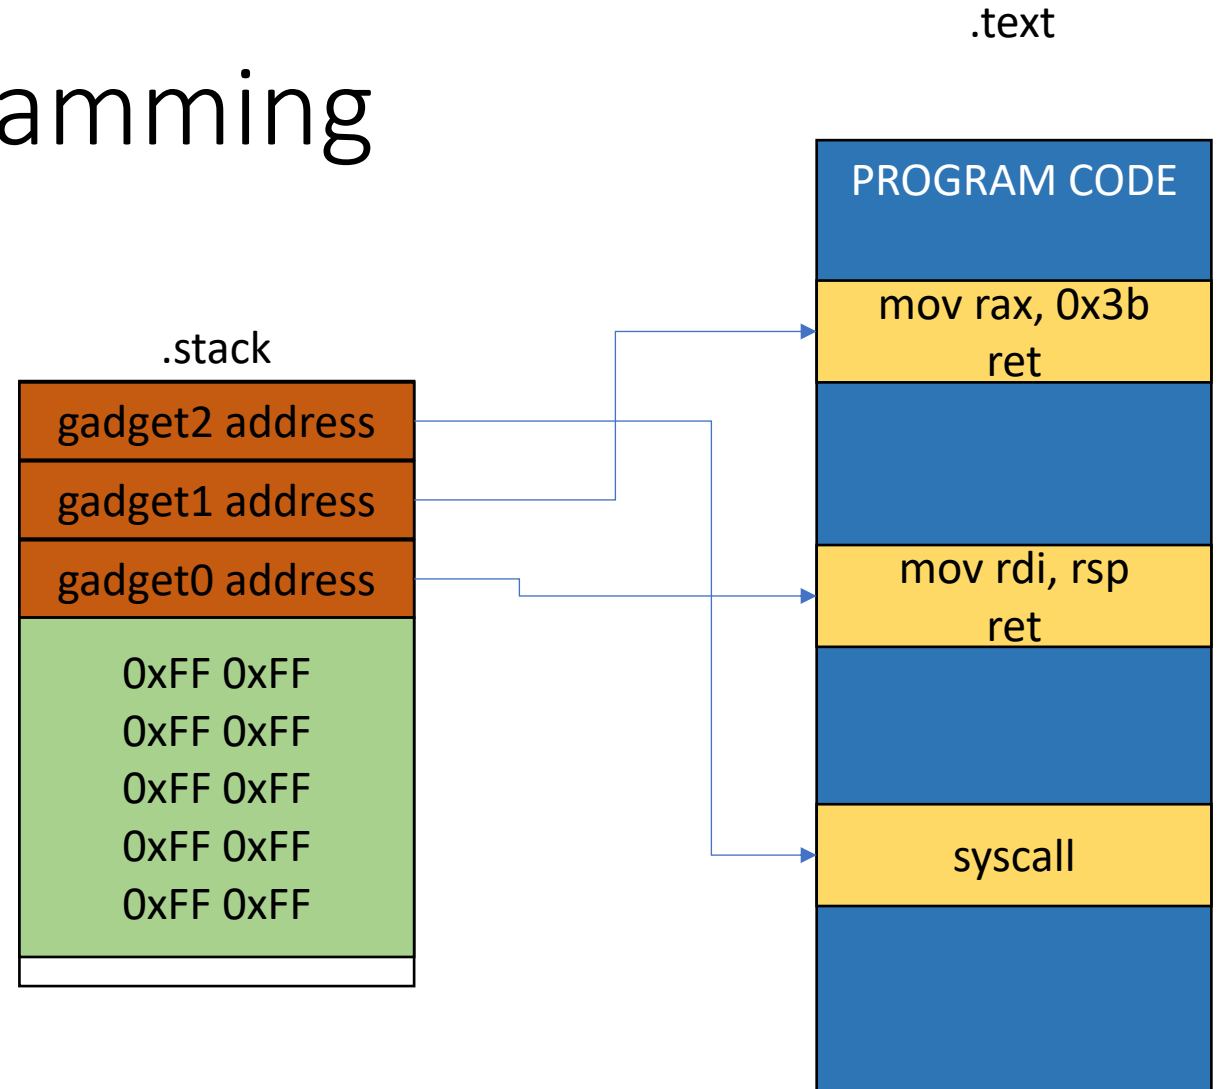 .text
amming
PROGRAM CODE
mov rax, 0x3b
ret
.stack
gadget2 address
gadget1 address
gadget0 address
mov rdi, rsp
ret
0xFF 0xFF
0xFF 0xFF
0xFF 0xFF
0xFF 0xFF
0xFF 0xFF
syscall